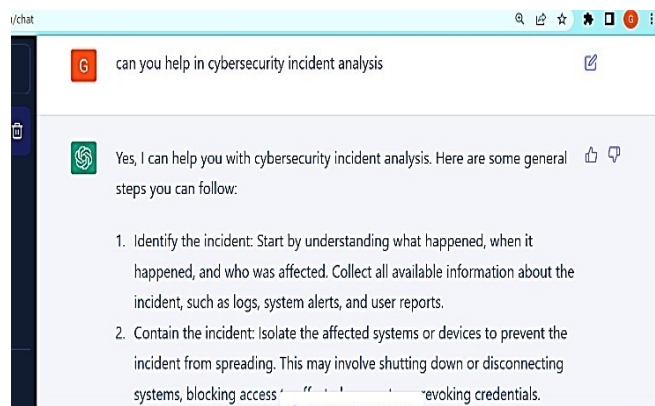 /chat
G
G
can you help in cybersecurity incident analysis
Yes, I can help you with cybersecurity incident analysis. Here are some general
steps you can follow:
1. Identify the incident: Start by understanding what happened, when it
happened, and who was affected. Collect all available information about the
incident, such as logs, system alerts, and user reports.
2. Contain the incident: Isolate the affected systems or devices to prevent the
incident from spreading. This may involve shutting down or disconnecting
systems, blocking access revoking credentials.